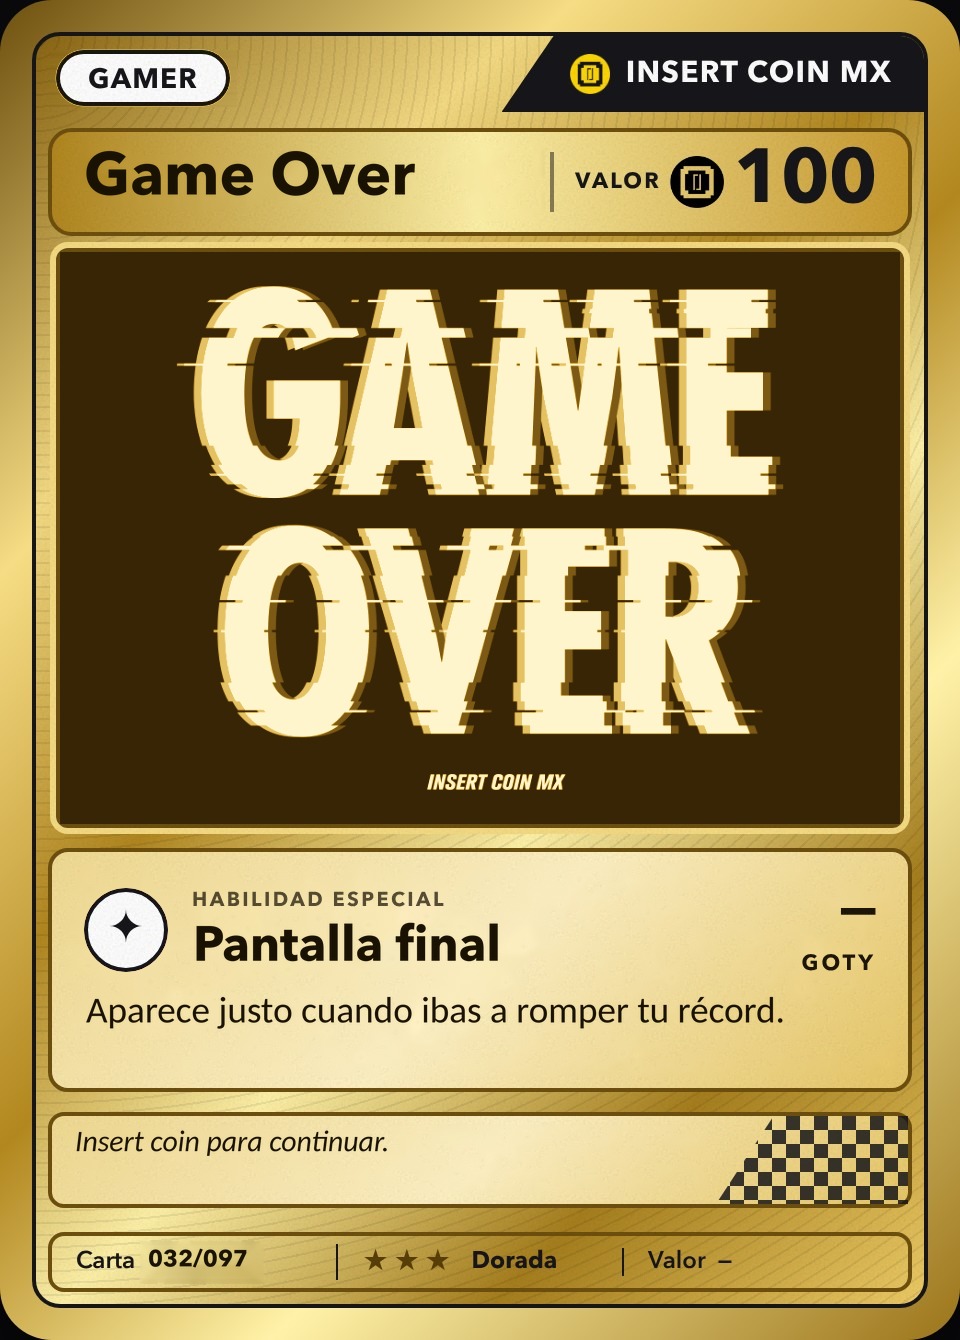 GAMER
INSERT COIN MX
Game Over
VALOR 100
GAME
OVER
INSERT COIN MX
HABILIDAD ESPECIAL
Pantalla final
–
GOTY
Aparece justo cuando ibas a romper tu récord.
Insert coin para continuar.
Carta 032/097 ★★★ Dorada Valor –